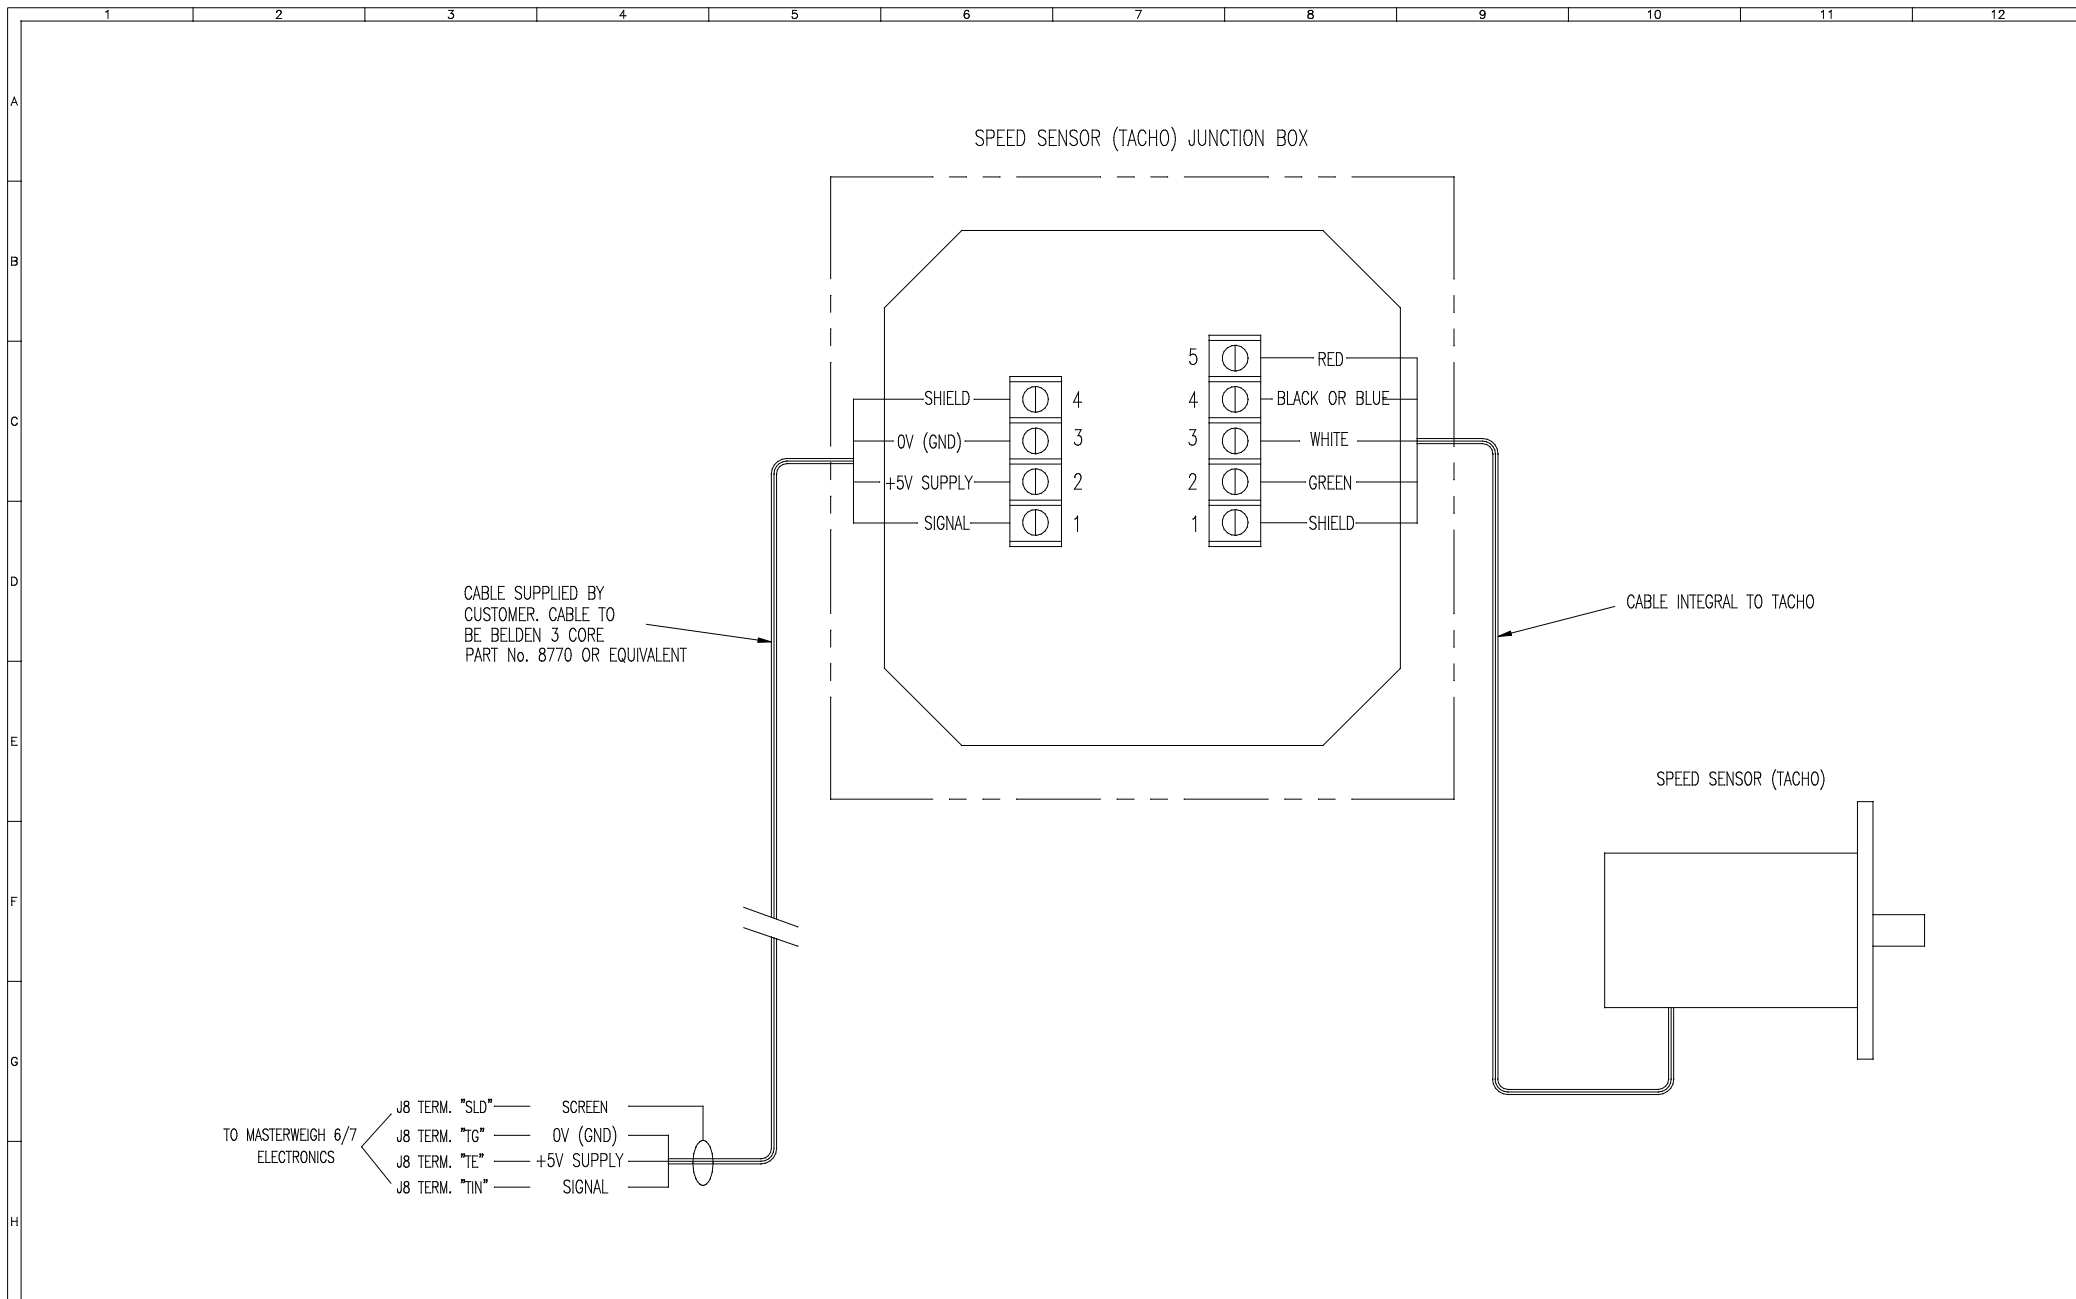 1 2 3 4 5 6 7 8 9 10 11 12
A
SPEED SENSOR (TACHO) JUNCTION BOX
B
5 RED
SHIELD 4
4 BLACK OR BLUE
C
0V (GND) 3
3 WHITE
+5V SUPPLY 2
2 GREEN
SIGNAL 1
1 SHIELD
D
CABLE SUPPLIED BY
CUSTOMER. CABLE TO
BE BELDEN 3 CORE
PART No. 8770 OR EQUIVALENT
CABLE INTEGRAL TO TACHO
E
SPEED SENSOR (TACHO)
F
G
TO MASTERWEIGH 6/7
ELECTRONICS
J8 TERM. "SLD" SCREEN
J8 TERM. "TG" 0V (GND)
J8 TERM. "TE" +5V SUPPLY
J8 TERM. "TIN" SIGNAL
H